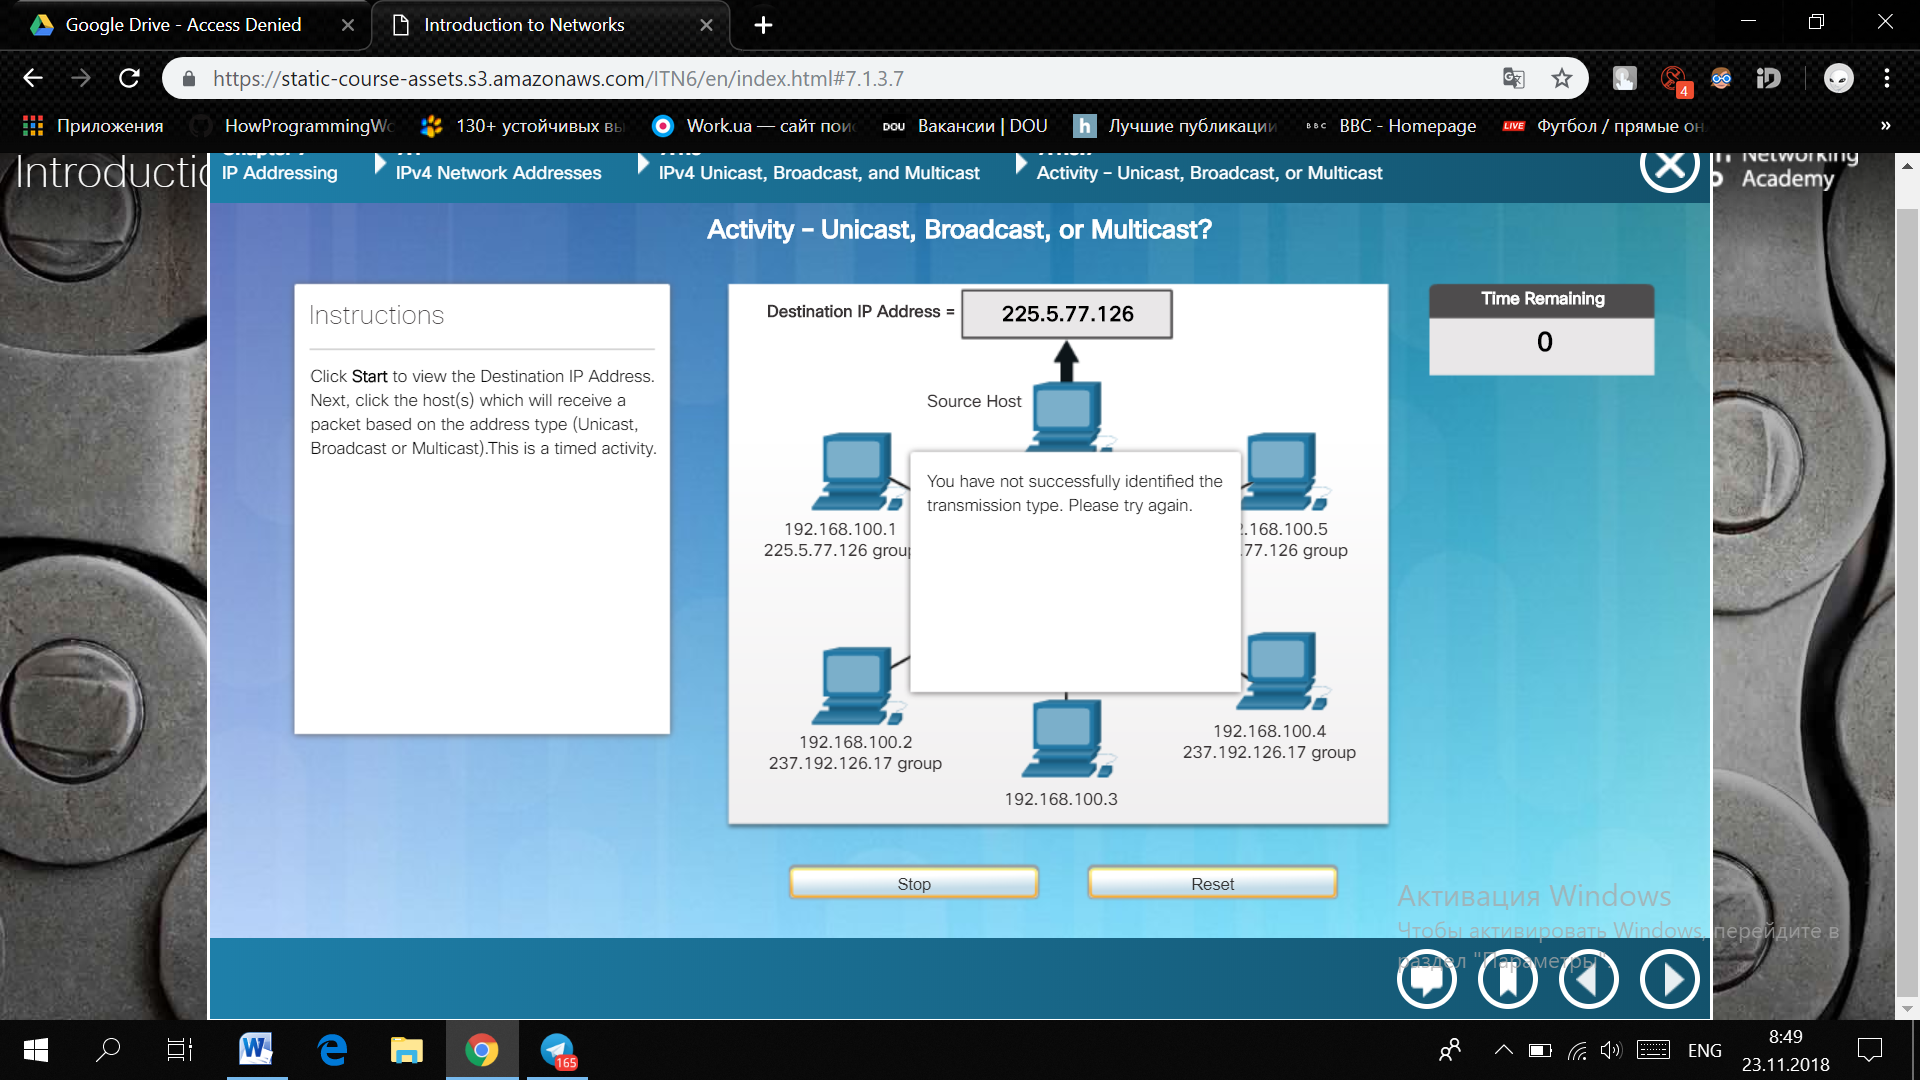 Google Drive - Access Denied
Introduction to Networks
https://static-course-assets.s3.amazonaws.com/ITN6/en/index.html#7.1.3.7
4
Приложения
HowProgrammingWo
130+ устойчивых вы
Work.ua — сайт пои
DOU Вакансии | DOU
h Лучшие публикации
BBC BBC - Homepage
LIVE Футбол / прямые он
»
Introductio
IP Addressing
IPv4 Network Addresses
IPv4 Unicast, Broadcast, and Multicast
Activity – Unicast, Broadcast, or Multicast
Networking
Academy
Activity – Unicast, Broadcast, or Multicast?
Instructions
Click Start to view the Destination IP Address.
Next, click the host(s) which will receive a
packet based on the address type (Unicast,
Broadcast or Multicast).This is a timed activity.
Destination IP Address =
225.5.77.126
Time Remaining
0
Source Host
You have not successfully identified the
transmission type. Please try again.
192.168.100.1
225.5.77.126 group
.168.100.5
.77.126 group
192.168.100.2
237.192.126.17 group
192.168.100.4
237.192.126.17 group
192.168.100.3
Stop
Reset
Активация Windows
Чтобы активировать Windows, перейдите в
раздел "Параметры".
165
ENG
8:49
23.11.2018